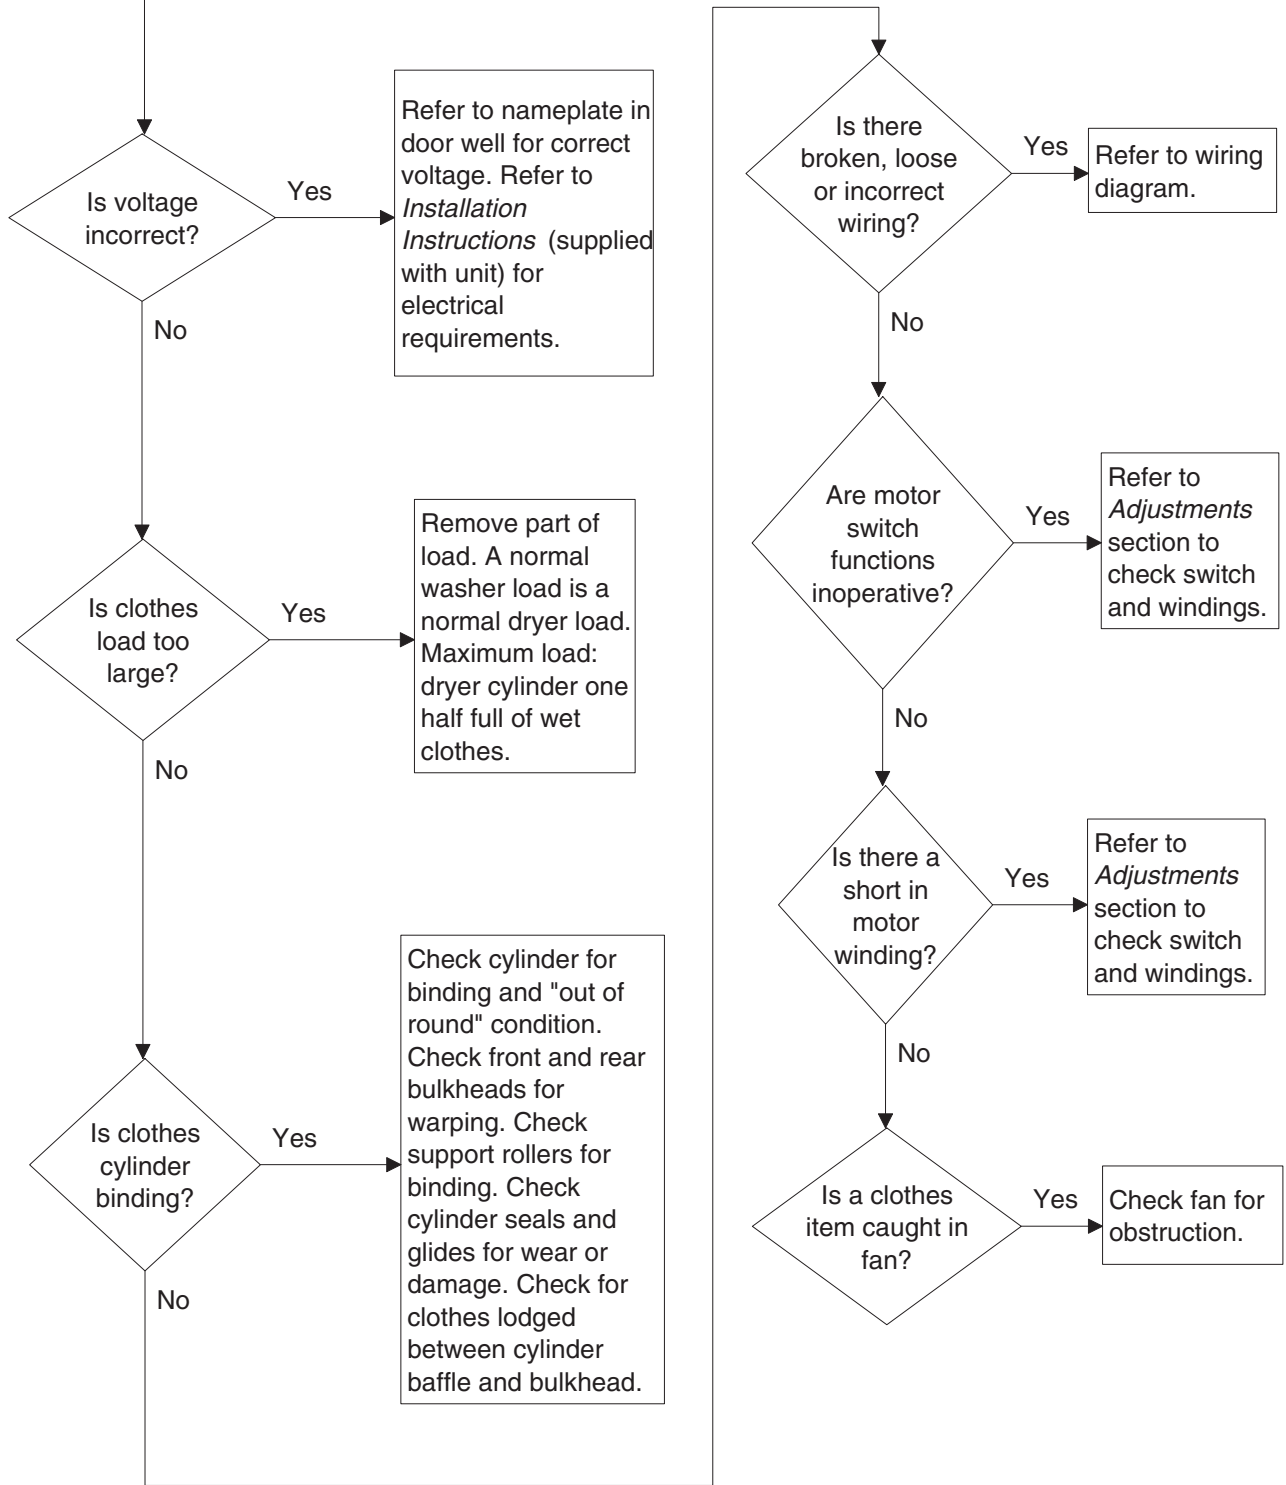 Is voltage
incorrect?
Yes
Refer to nameplate in
door well for correct
voltage. Refer to
Installation
Instructions (supplied
with unit) for
electrical
requirements.
No
Is clothes
load too
large?
Yes
Remove part of
load. A normal
washer load is a
normal dryer load.
Maximum load:
dryer cylinder one
half full of wet
clothes.
No
Is clothes
cylinder
binding?
Yes
Check cylinder for
binding and "out of
round" condition.
Check front and rear
bulkheads for
warping. Check
support rollers for
binding. Check
cylinder seals and
glides for wear or
damage. Check for
clothes lodged
between cylinder
baffle and bulkhead.
No
Is there
broken, loose
or incorrect
wiring?
Yes
Refer to wiring
diagram.
No
Are motor
switch
functions
inoperative?
Yes
Refer to
Adjustments
section to
check switch
and windings.
No
Is there a
short in
motor
winding?
Yes
Refer to
Adjustments
section to
check switch
and windings.
No
Is a clothes
item caught in
fan?
Yes
Check fan for
obstruction.